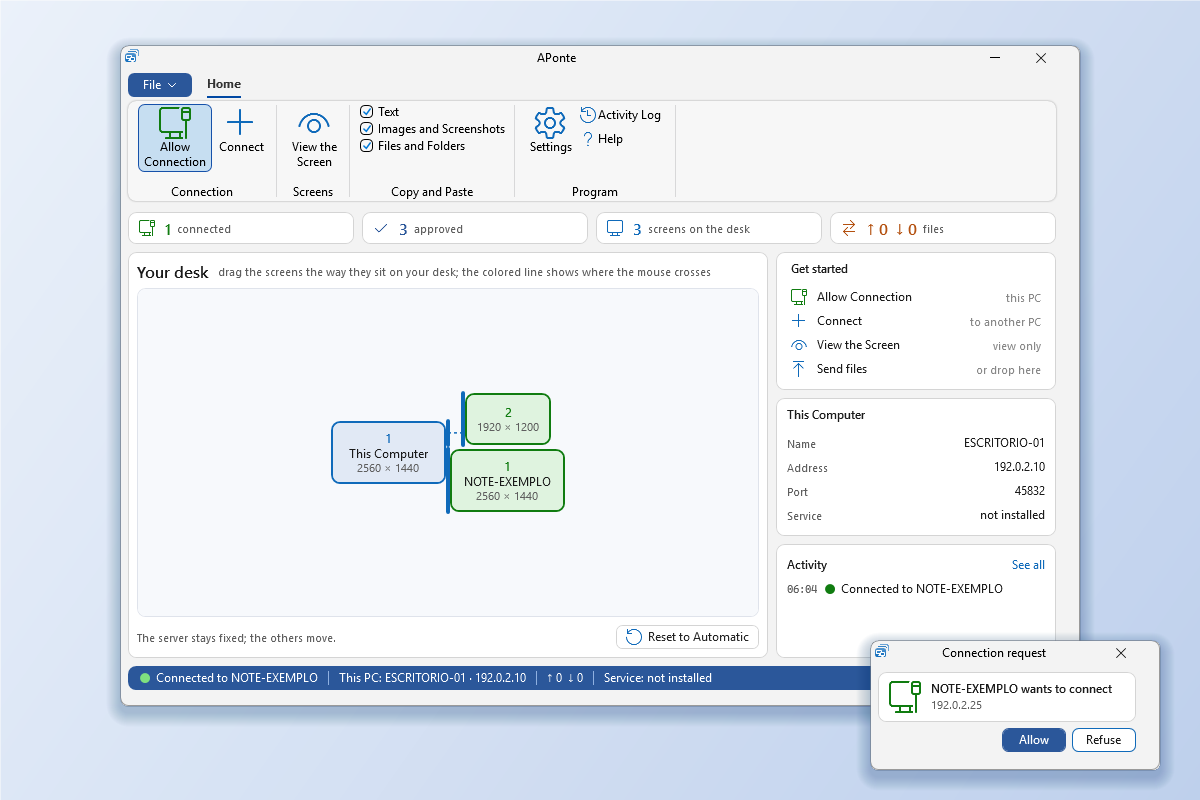 APonte
File
Home
Allow
Connection
Connect
View the
Screen
Text
Images and Screenshots
Files and Folders
Settings
Activity Log
? Help
Connection
Screens
Copy and Paste
Program
1 connected
3 approved
3 screens on the desk
↑ 0 ↓ 0 files
Your desk drag the screens the way they sit on your desk; the colored line shows where the mouse crosses
1
This Computer
2560 × 1440
2
1920 × 1200
1
NOTE-EXEMPLO
2560 × 1440
The server stays fixed; the others move.
Reset to Automatic
Get started
Allow Connection this PC
Connect to another PC
View the Screen view only
Send files or drop here
This Computer
Name ESCRITORIO-01
Address 192.0.2.10
Port 45832
Service not installed
Activity See all
06:04 Connected to NOTE-EXEMPLO
Connected to NOTE-EXEMPLO This PC: ESCRITORIO-01 · 192.0.2.10 ↑ 0 ↓ 0 Service: not installed
Connection request
NOTE-EXEMPLO wants to connect
192.0.2.25
Allow
Refuse